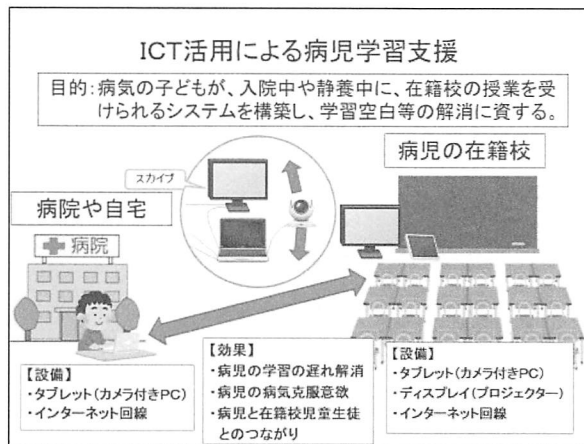 ICT活用による病児学習支援
目的:病気の子どもが、入院中や静養中に、在籍校の授業を受
けられるシステムを構築し、学習空白等の解消に資する。
スカイプ
病児の在籍校
病院や自宅
病院
【設備】
・タブレット(カメラ付きPC)
・インターネット回線
【効果】
・病児の学習の遅れ解消
・病児の病気克服意欲
・病児と在籍校児童生徒
とのつながり
【設備】
・タブレット(カメラ付きPC)
・ディスプレイ(プロジェクター)
・インターネット回線